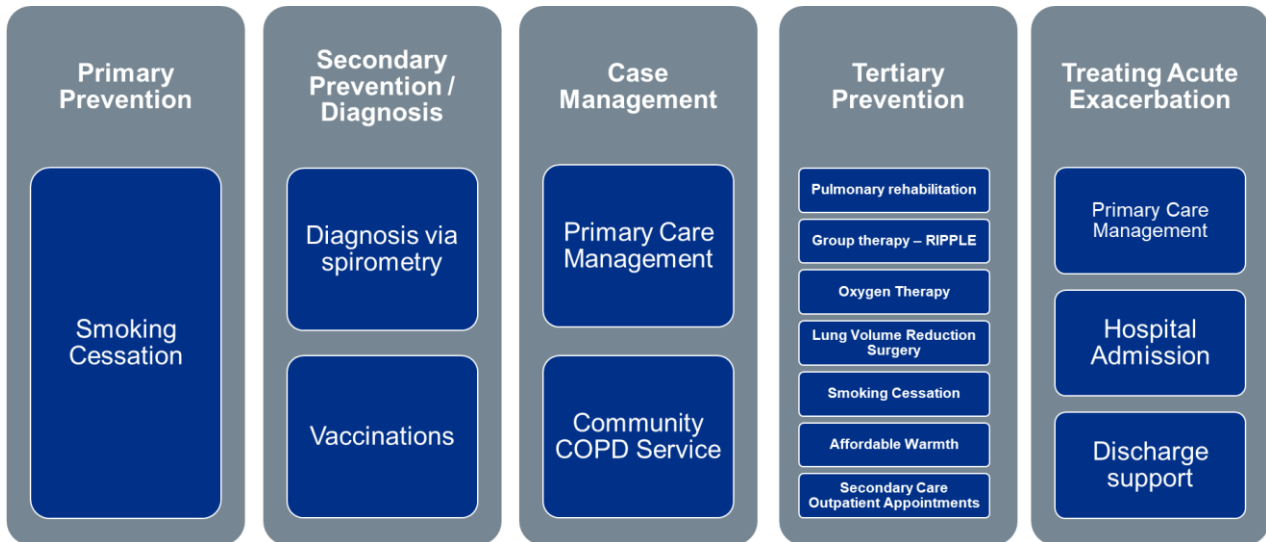 Primary
Prevention
Smoking
Cessation
Secondary
Prevention /
Diagnosis
Diagnosis via
spirometry
Vaccinations
Case
Management
Primary Care
Management
Community
COPD Service
Tertiary
Prevention
Pulmonary rehabilitation
Group therapy – RIPPLE
Oxygen Therapy
Lung Volume Reduction
Surgery
Smoking Cessation
Affordable Warmth
Secondary Care
Outpatient Appointments
Treating Acute
Exacerbation
Primary Care
Management
Hospital
Admission
Discharge
support